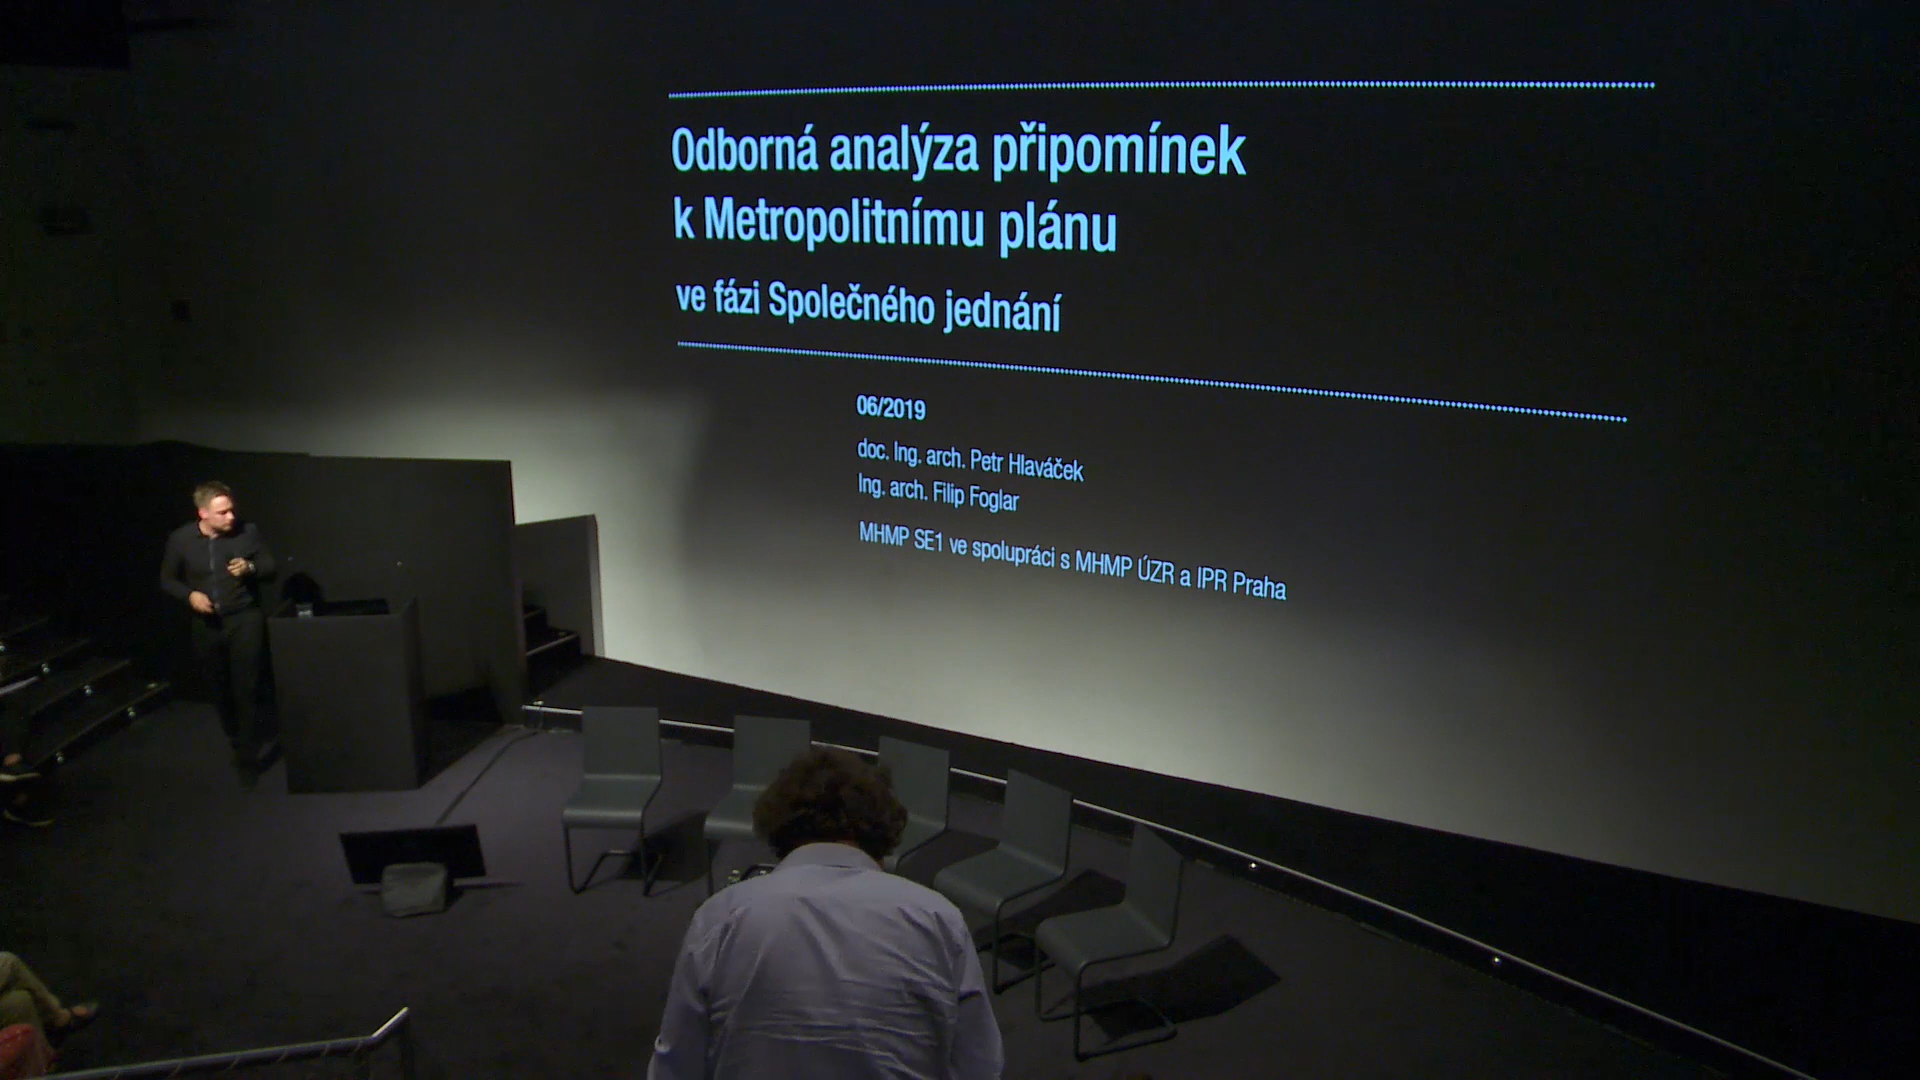 Odborná analýza připomínek
k Metropolitnímu plánu
ve fázi Společného jednání
06/2019
doc. Ing. arch. Petr Hlaváček
Ing. arch. Filip Foglar
MHMP SE1 ve spolupráci s MHMP ÚZR a IPR Praha